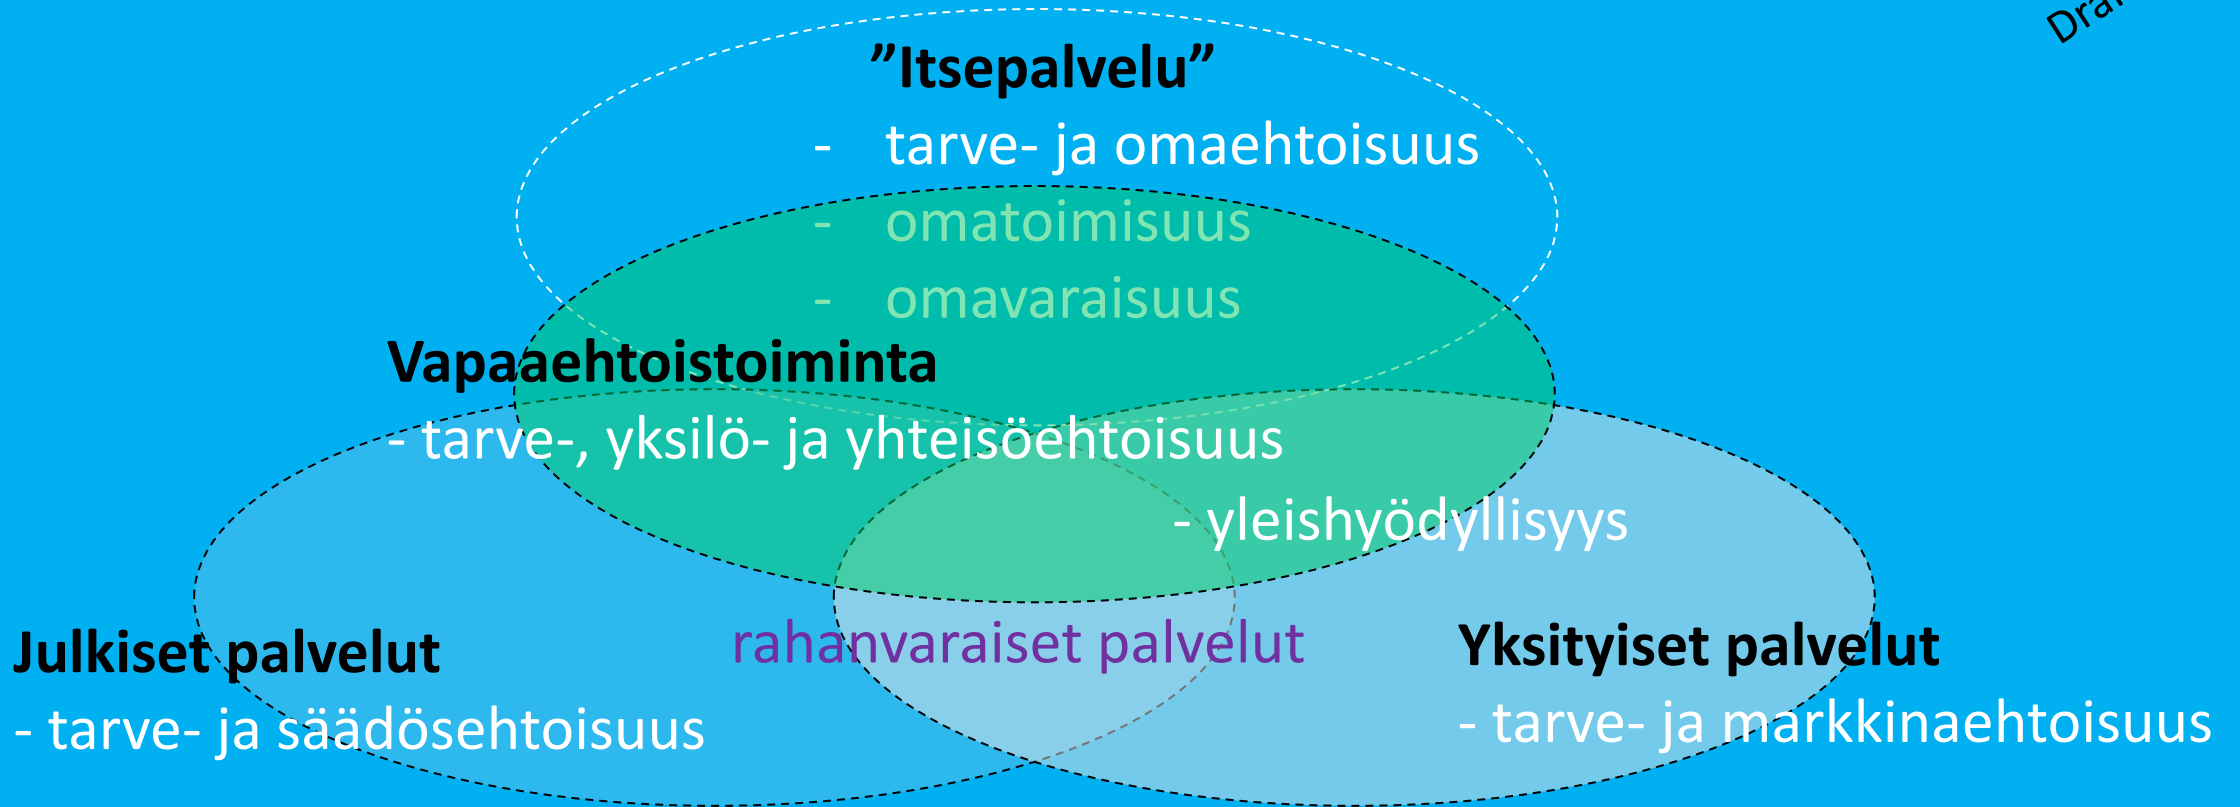 ”Itsepalvelu”
- tarve- ja omaehtoisuus
- omatoimisuus
- omavaraisuus
Vapaaehtoistoiminta
- tarve-, yksilö- ja yhteisöehtoisuus
- yleishyödyllisyys
Julkiset palvelut
- tarve- ja säädösehtoisuus
rahanvaraiset palvelut
Yksityiset palvelut
- tarve- ja markkinaehtoisuus